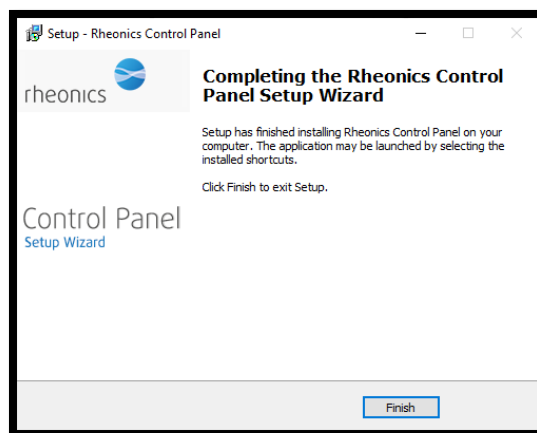 Setup - Rheonics Control Panel
rheonics
Completing the Rheonics Control
Panel Setup Wizard
Setup has finished installing Rheonics Control Panel on your
computer. The application may be launched by selecting the
installed shortcuts.
Click Finish to exit Setup.
Control Panel
Setup Wizard
Finish